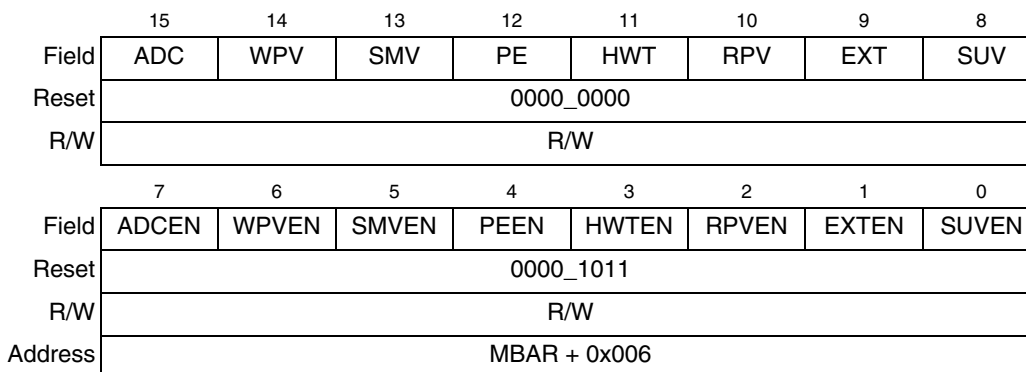 15 14 13 12 11 10 9 8
Field ADC WPV SMV PE HWT RPV EXT SUV
Reset 0000_0000
R/W R/W
7 6 5 4 3 2 1 0
Field ADCEN WPVEN SMVEN PEEN HWTEN RPVEN EXTEN SUVEN
Reset 0000_1011
R/W R/W
Address MBAR + 0x006